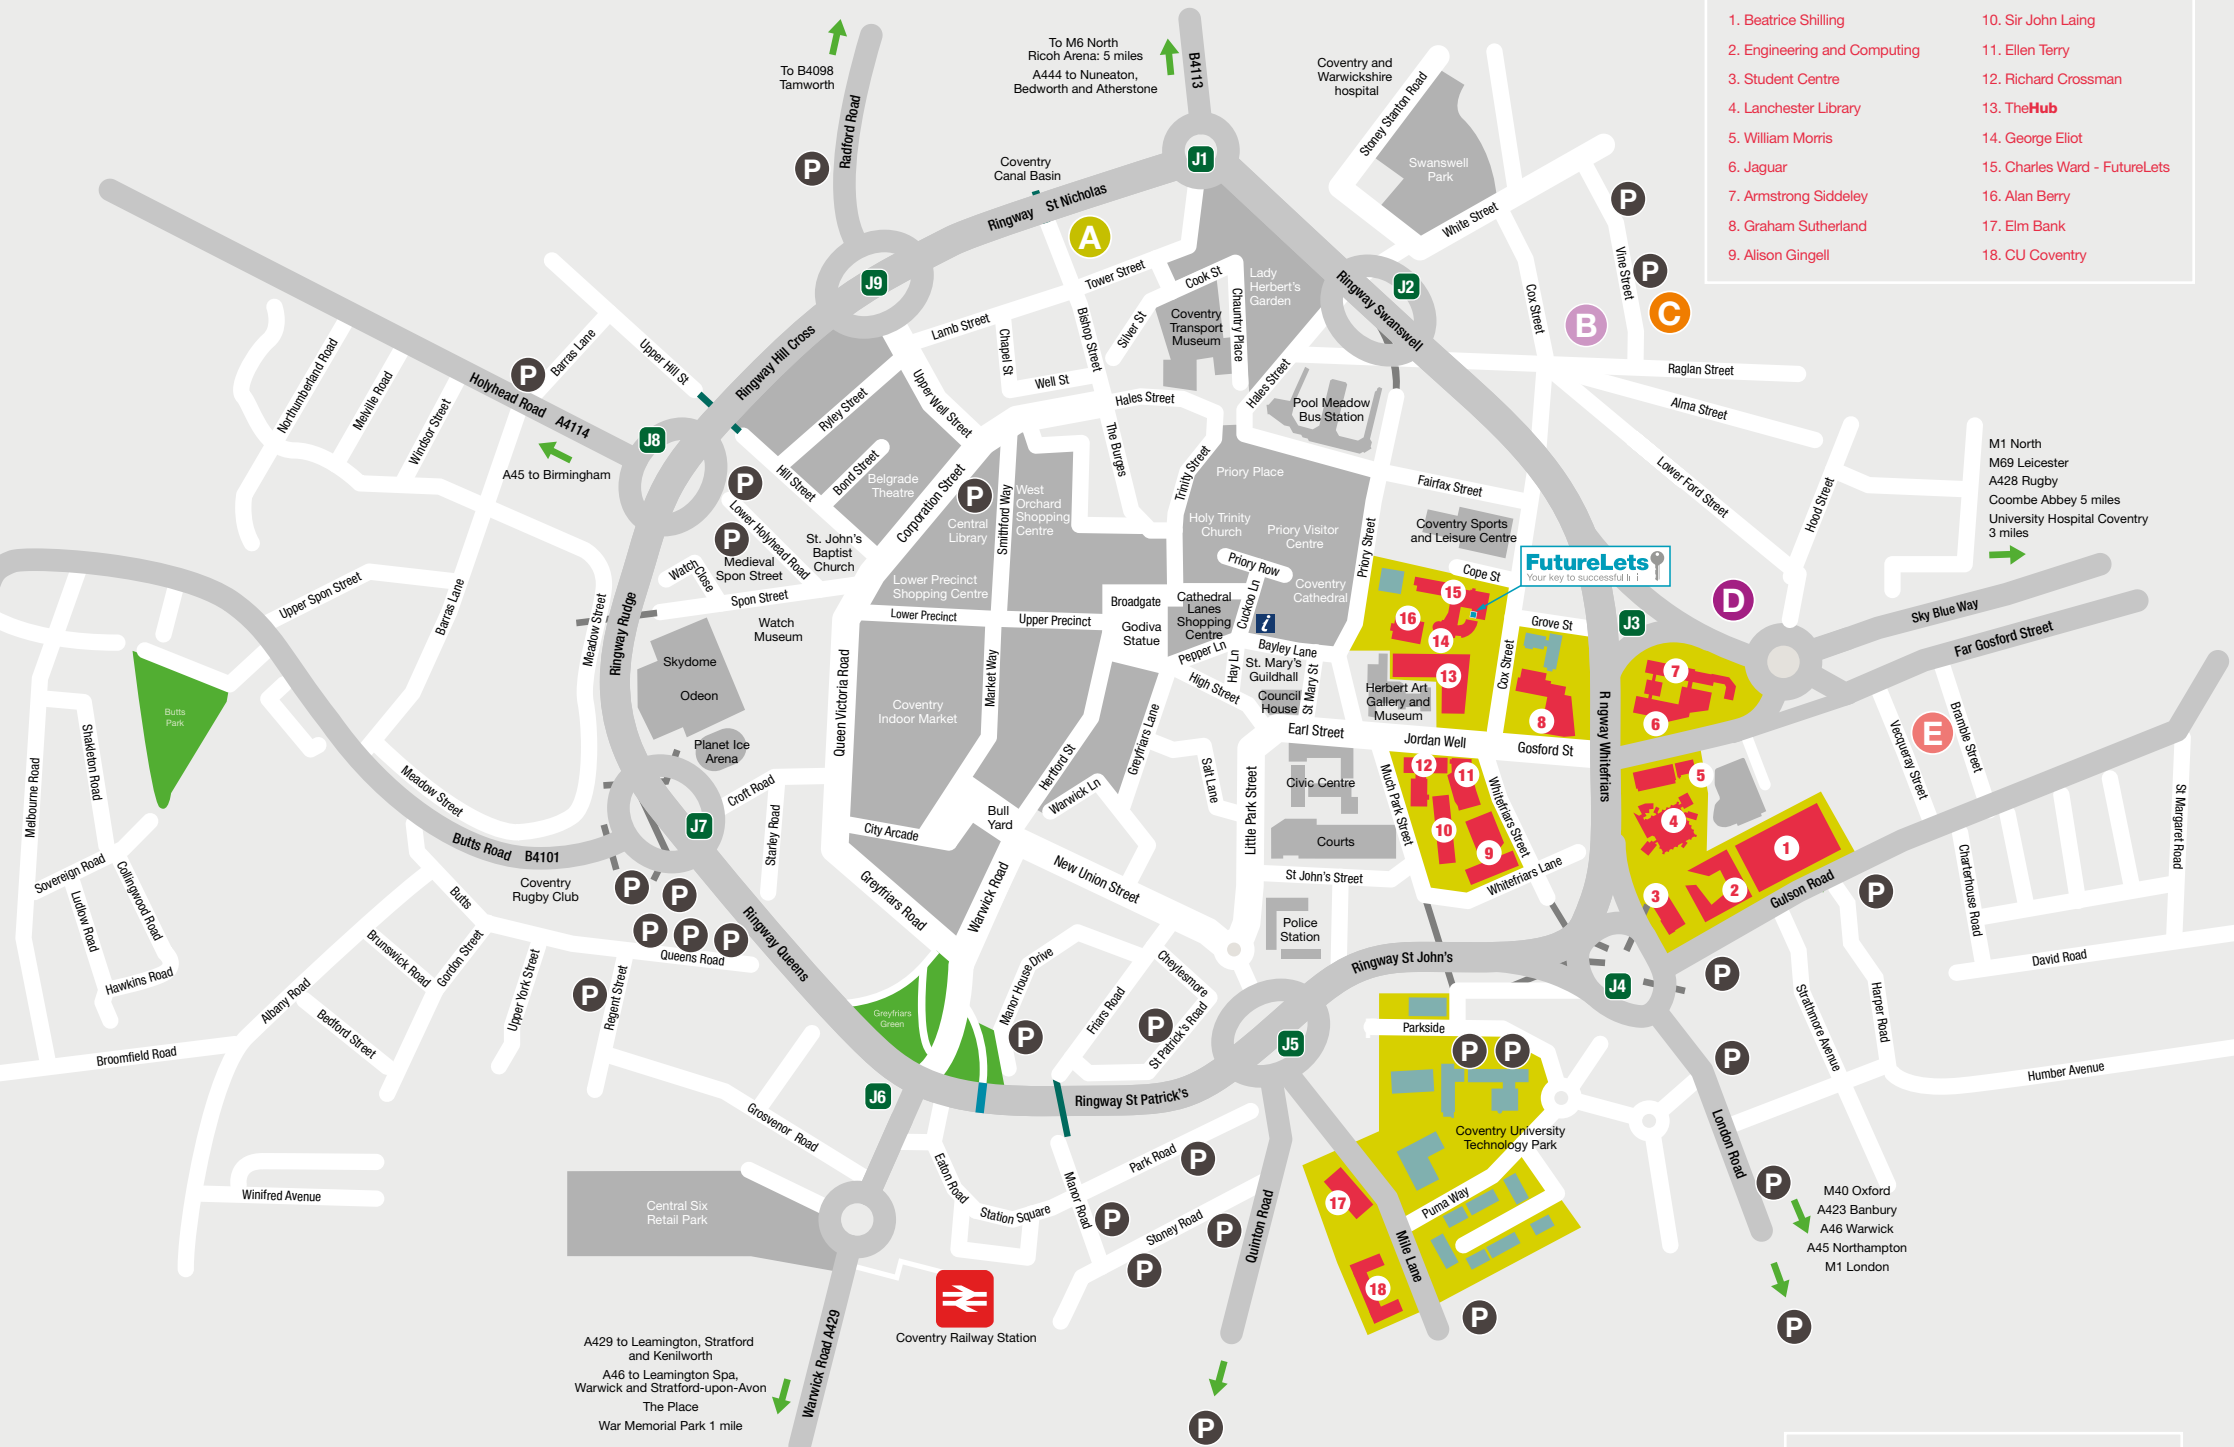 1. Beatrice Shilling
2. Engineering and Computing
3. Student Centre
4. Lanchester Library
5. William Morris
6. Jaguar
7. Armstrong Siddeley
8. Graham Sutherland
9. Alison Gingell
10. Sir John Laing
11. Ellen Terry
12. Richard Crossman
13. TheHub
14. George Eliot
15. Charles Ward - FutureLets
16. Alan Berry
17. Elm Bank
18. CU Coventry
To B4098
Tamworth
Radford Road
To M6 North
Ricoh Arena: 5 miles
A444 to Nuneaton,
Bedworth and Atherstone
B4113
J1
Coventry and
Warwickshire
hospital
Stoney Stanton Road
Swanswell
Park
White Street
P
P
P
Vine Street
Coventry
Canal Basin
Ringway St Nicholas
A
J9
Tower Street
Cook St
Lady
Herbert's
Garden
Chauntry Place
Coventry
Transport
Museum
Silver St
Bishop Street
Lamb Street
Chapel St
Well St
Hales Street
Hales Street
The Burges
J2
Ringway Swanswell
Cox Street
B
C
Raglan Street
Alma Street
Lower Ford Street
Hood Street
Pool Meadow
Bus Station
M1 North
M69 Leicester
A428 Rugby
Coombe Abbey 5 miles
University Hospital Coventry
3 miles
Northumberland Road
Melville Road
Windsor Street
Holyhead Road A4114
P
Barras Lane
Upper Hill St
Ringway Hill Cross
J8
A45 to Birmingham
Ryley Street
Upper Well Street
Hill Street
Bond Street
Belgrade
Theatre
Corporation Street
P
P
P
Lower Holyhead Road
Central
Library
Smithford Way
West
Orchard
Shopping
Centre
St. John's
Baptist
Church
Medieval
Spon Street
Watch Close
Spon Street
Watch
Museum
Trinity Street
Priory Place
Holy Trinity
Church
Priory Visitor
Centre
Priory Row
Coventry
Cathedral
Priory Street
Fairfax Street
Coventry Sports
and Leisure Centre
Cope St
FutureLets
Your key to successful l
D
Sky Blue Way
Far Gosford Street
J3
Grove St
Cox Street
15
16
14
13
8
7
6
5
4
3
2
1
12
11
10
9
Lower Precinct
Shopping Centre
Lower Precinct
Upper Precinct
Broadgate
Godiva
Statue
Cathedral
Lanes
Shopping
Centre
Cuckoo Ln
i
Bayley Lane
Pepper Ln
Hay Ln
St. Mary's
Guildhall
Council
House
St Mary St
High Street
Herbert Art
Gallery and
Museum
Earl Street
Jordan Well
Gosford St
Ringway Whitefriars
Upper Spon Street
Barras Lane
Meadow Street
Ringway Rudge
Skydome
Odeon
Planet Ice
Arena
Queen Victoria Road
Coventry
Indoor Market
Market Way
Hertford St
Greyfriars Lane
Warwick Ln
Salt Lane
Bull
Yard
City Arcade
Little Park Street
Civic Centre
Courts
Much Park Street
Whitefriars Street
Whitefriars Lane
St John's Street
Police
Station
Gulson Road
Vecqueray Street
Bramble Street
E
Charterhouse Road
St Margaret Road
David Road
Butts
Park
Melbourne Road
Shakleton Road
Sovereign Road
Ludlow Road
Collingwood Road
Hawkins Road
Broomfield Road
Meadow Street
Butts Road B4101
Coventry
Rugby Club
J7
Croft Road
Starley Road
P
P
P
P
P
Queens Road
Butts
Brunswick Road
Gordon Street
Albany Road
Bedford Street
Upper York Street
Regent Street
P
Ringway Queens
Greyfriars Road
Warwick Road
New Union Street
Greyfriars
Green
Manor House Drive
P
Friars Road
Cheylesmore
P
St Patrick's Road
Ringway St John's
J4
J5
J6
Ringway St Patrick's
Parkside
P
P
Coventry University
Technology Park
Puma Way
Mile Lane
17
18
P
P
P
P
Strathmore Avenue
Harper Road
Humber Avenue
London Road
P
M40 Oxford
A423 Banbury
A46 Warwick
A45 Northampton
M1 London
P
Grosvenor Road
Winifred Avenue
Central Six
Retail Park
Eaton Road
Station Square
Park Road
P
Manor Road
P
Stoney Road
P
P
Quinton Road
P
Coventry Railway Station
Warwick Road A429
A429 to Leamington, Stratford
and Kenilworth
A46 to Leamington Spa,
Warwick and Stratford-upon-Avon
The Place
War Memorial Park 1 mile